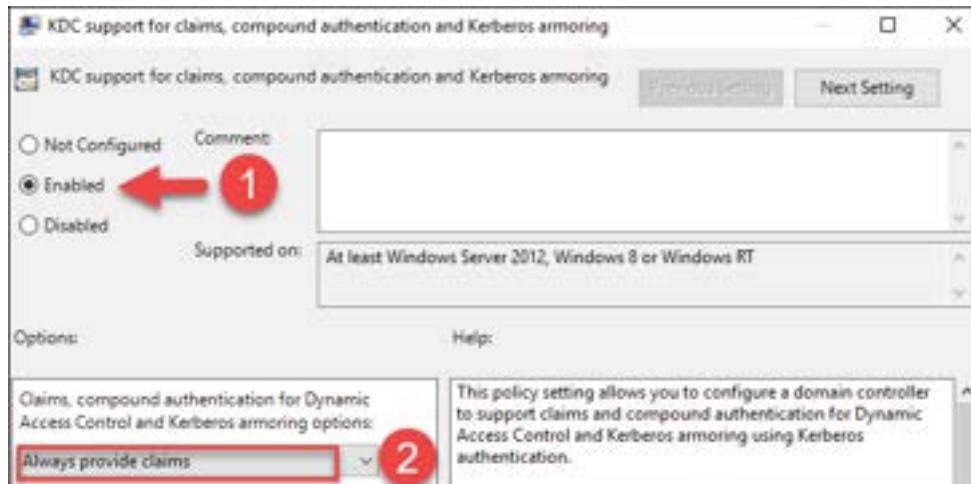 KDC support for claims, compound authentication and Kerberos armoring
KDC support for claims, compound authentication and Kerberos armoring
Previous Setting
Next Setting
Not Configured
Comment:
Enabled
1
Disabled
Supported on:
At least Windows Server 2012, Windows 8 or Windows RT
Options:
Help:
Claims, compound authentication for Dynamic
Access Control and Kerberos armoring options:
Always provide claims
2
This policy setting allows you to configure a domain controller
to support claims and compound authentication for Dynamic
Access Control and Kerberos armoring using Kerberos
authentication.